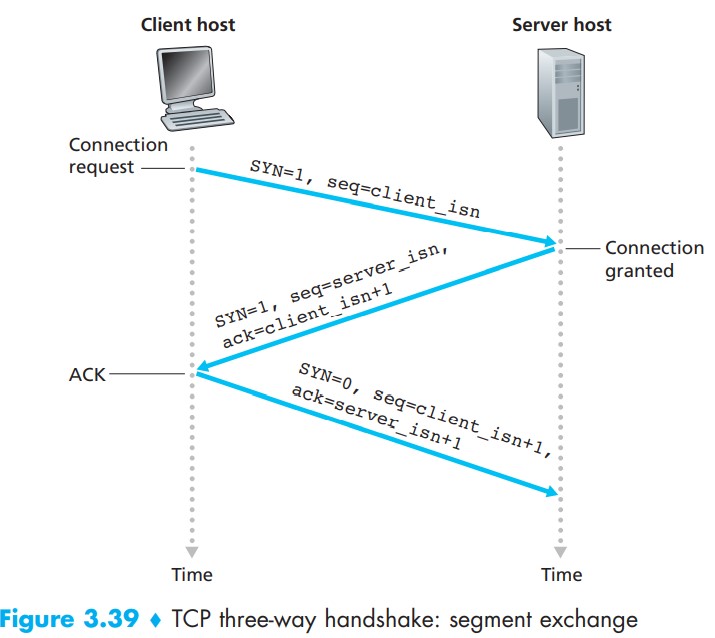 Client host
Server host
Connection
request
SYN=1, seq=client_isn
Connection
granted
SYN=1, seq=server_isn,
ack=client_isn+1
ACK
SYN=0, seq=client_isn+1,
ack=server_isn+1
Time
Time
Figure 3.39 ♦ TCP three-way handshake: segment exchange